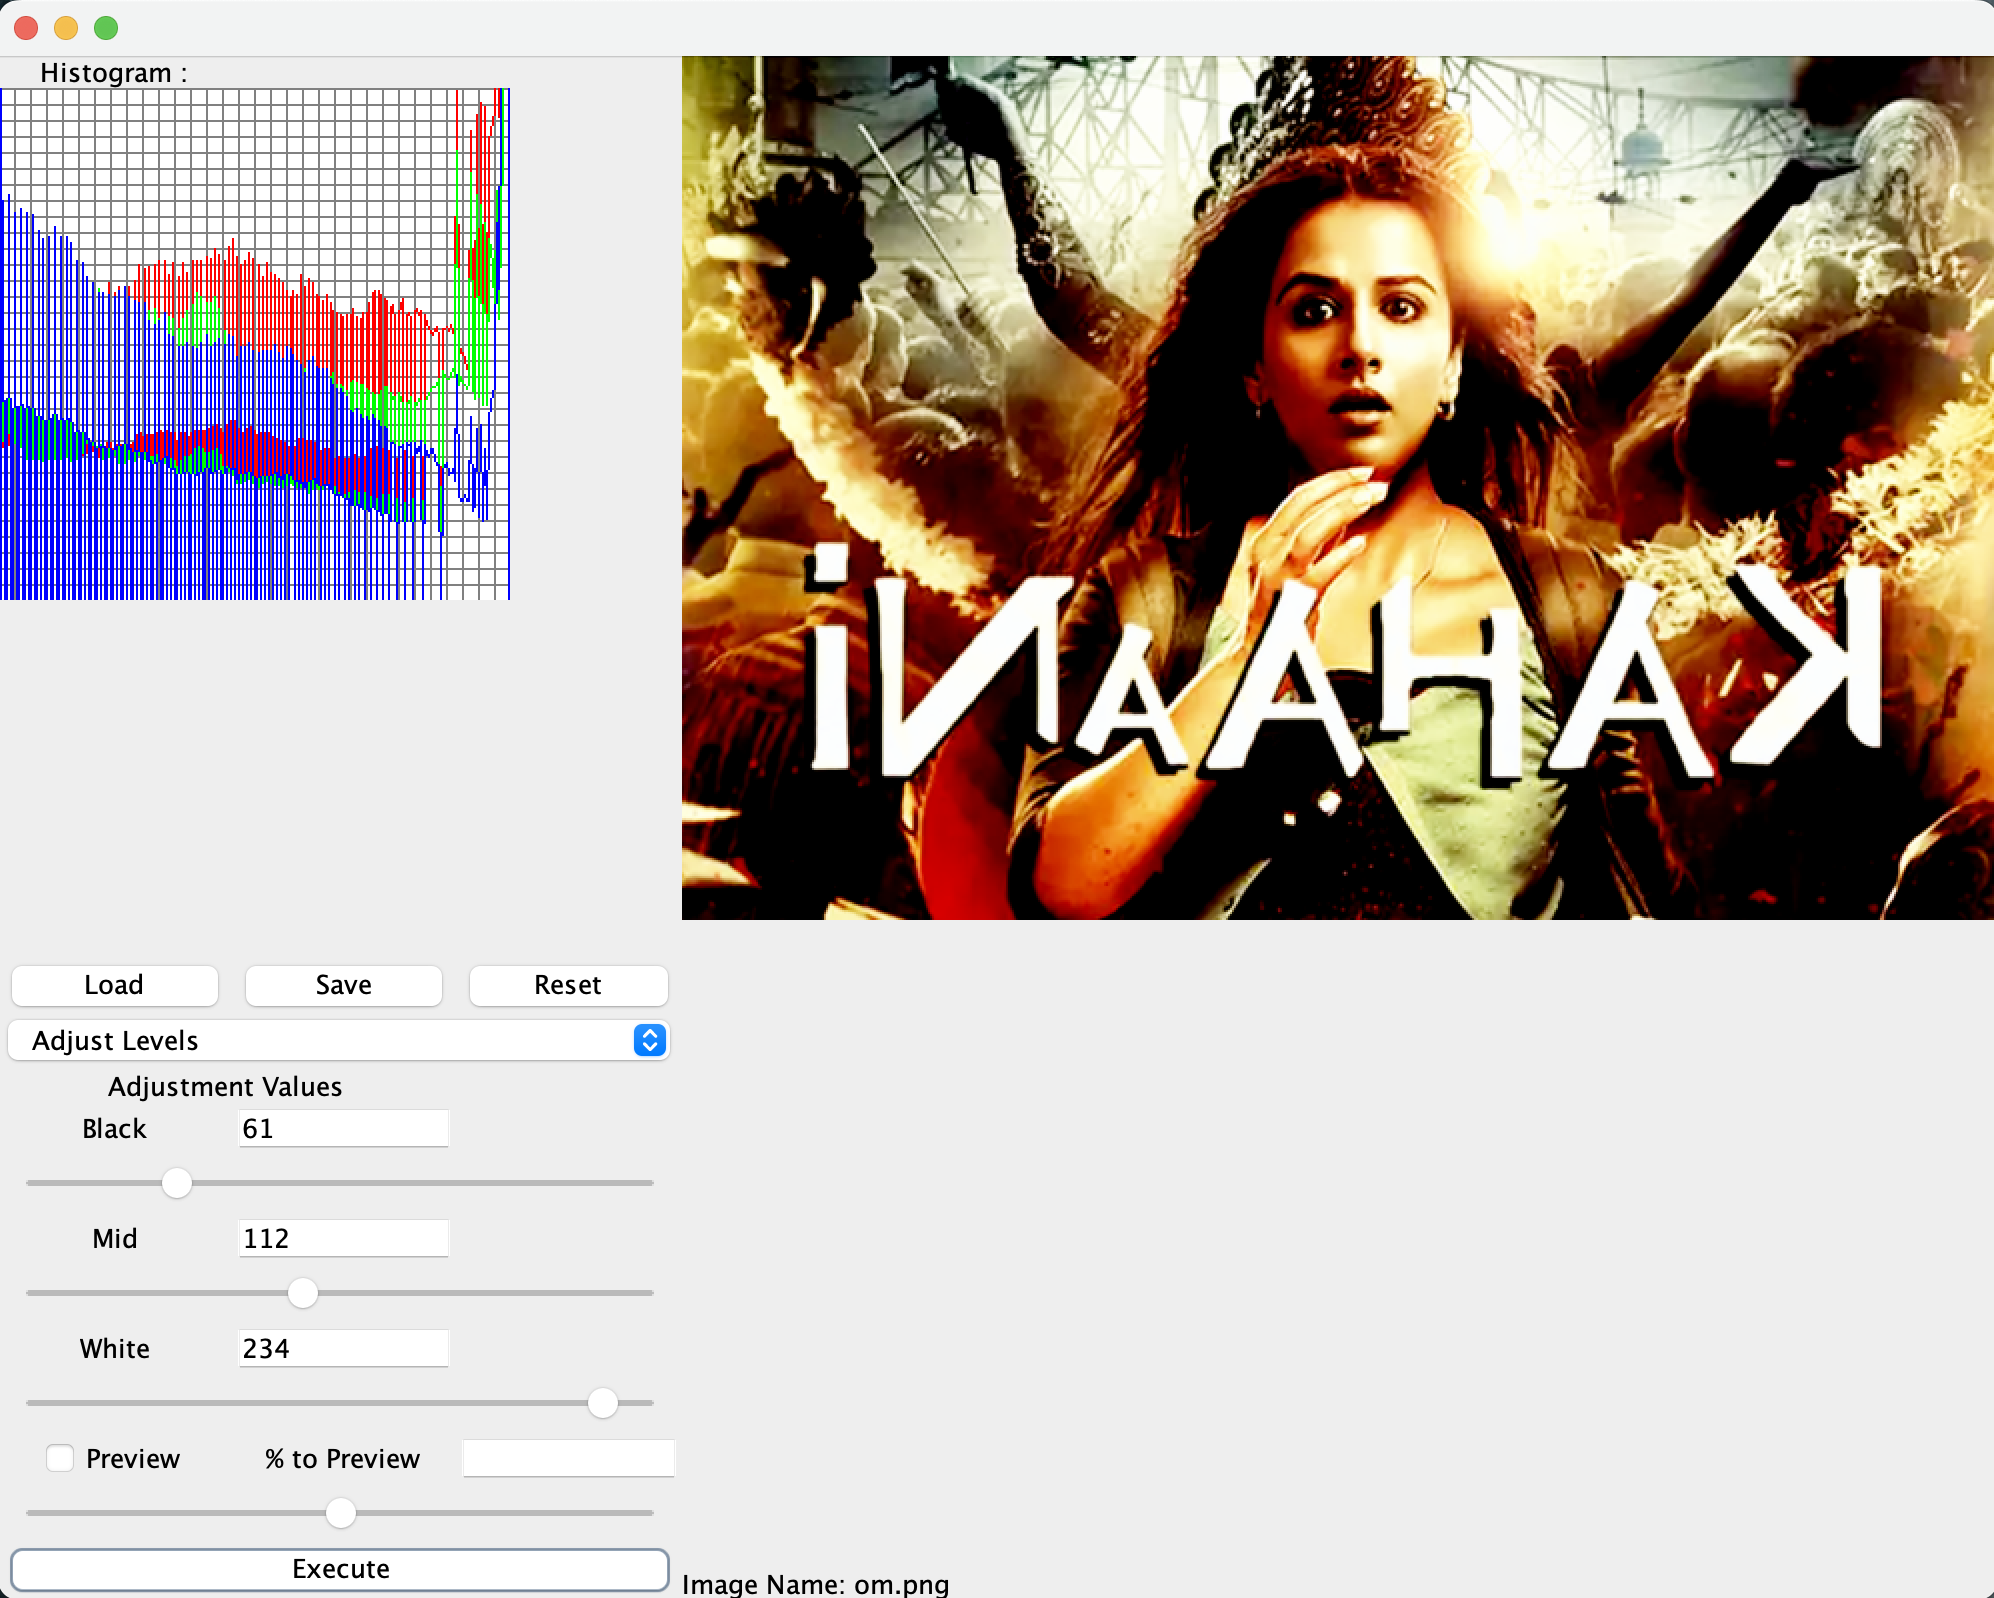 Histogram :
KAHAANi
Load Save Reset
Adjust Levels
Adjustment Values
Black 61
Mid 112
White 234
Preview % to Preview
Execute
Image Name: om.png